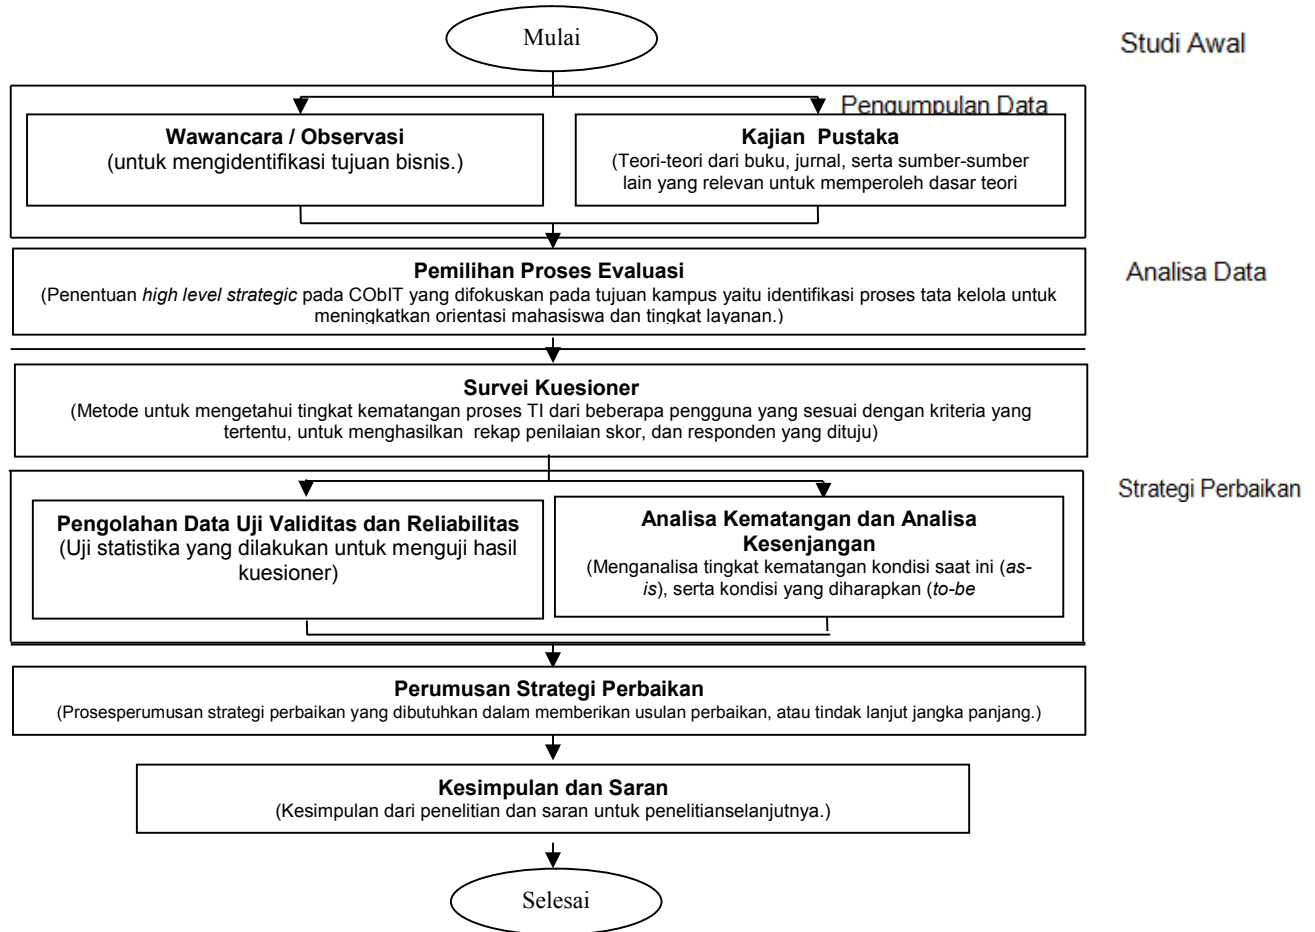 Mulai
Studi Awal
Pengumpulan Data
Wawancara / Observasi
(untuk mengidentifikasi tujuan bisnis.)
Kajian Pustaka
(Teori-teori dari buku, jurnal, serta sumber-sumber
lain yang relevan untuk memperoleh dasar teori
Pemilihan Proses Evaluasi
(Penentuan high level strategic pada CObIT yang difokuskan pada tujuan kampus yaitu identifikasi proses tata kelola untuk
meningkatkan orientasi mahasiswa dan tingkat layanan.)
Analisa Data
Survei Kuesioner
(Metode untuk mengetahui tingkat kematangan proses TI dari beberapa pengguna yang sesuai dengan kriteria yang
tertentu, untuk menghasilkan rekap penilaian skor, dan responden yang dituju)
Strategi Perbaikan
Pengolahan Data Uji Validitas dan Reliabilitas
(Uji statistika yang dilakukan untuk menguji hasil
kuesioner)
Analisa Kematangan dan Analisa
Kesenjangan
(Menganalisa tingkat kematangan kondisi saat ini (as-
is), serta kondisi yang diharapkan (to-be
Perumusan Strategi Perbaikan
(Prosesperumusan strategi perbaikan yang dibutuhkan dalam memberikan usulan perbaikan, atau tindak lanjut jangka panjang.)
Kesimpulan dan Saran
(Kesimpulan dari penelitian dan saran untuk penelitianselanjutnya.)
Selesai